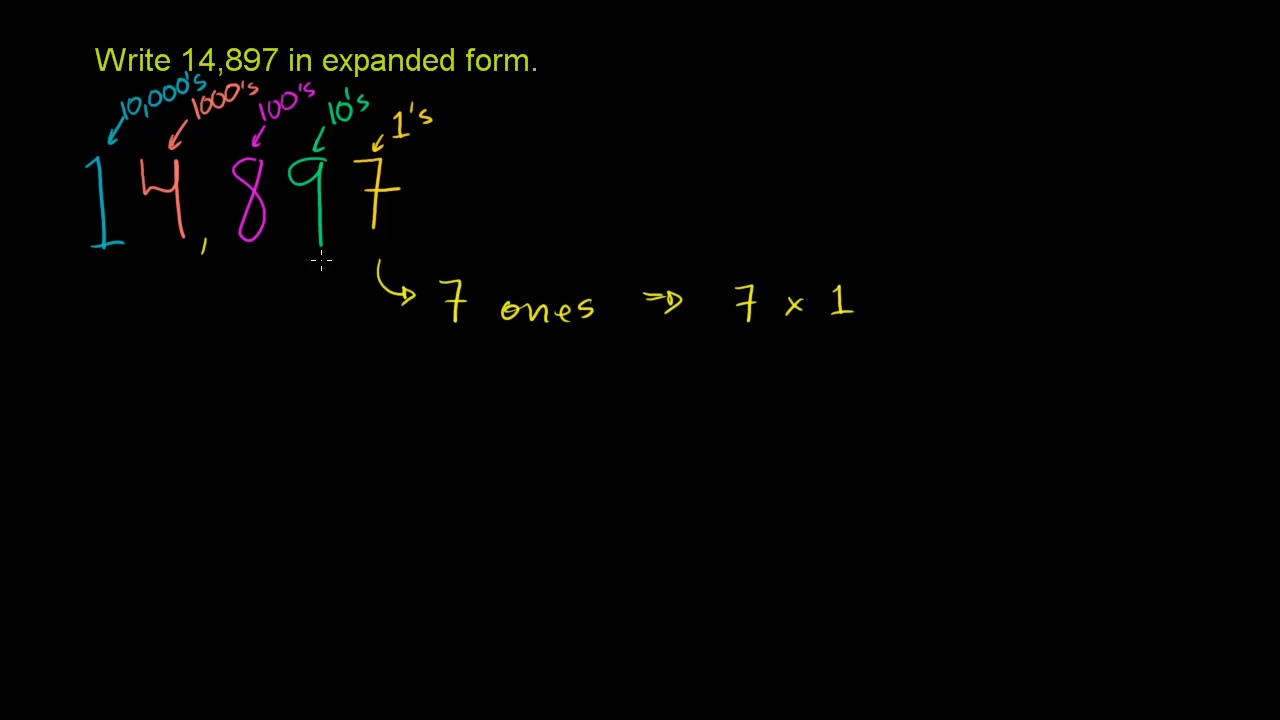 Write 14,897 in expanded form.
10,000's 1000's 100's 10's 1's
14,897
7 ones ⇒ 7 x 1